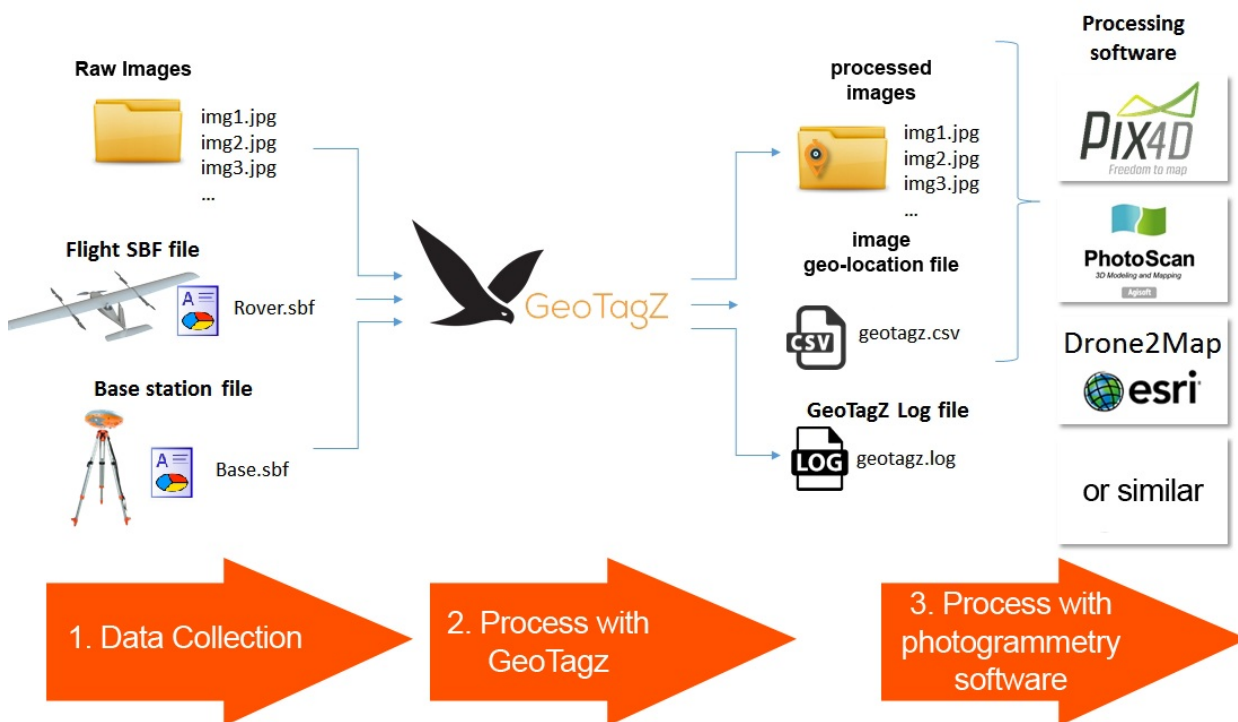 Raw Images
img1.jpg
img2.jpg
img3.jpg
...
Flight SBF file
A
Rover.sbf
Base station file
A
Base.sbf
GeoTagZ
processed
images
img1.jpg
img2.jpg
img3.jpg
...
image
geo-location file
CSV
geotagz.csv
GeoTagZ Log file
LOG
geotagz.log
Processing
software
PIX4D
Freedom to map
PhotoScan
3D Modeling and Mapping
Agisoft
Drone2Map
esri
or similar
1. Data Collection
2. Process with
GeoTagz
3. Process with
photogrammetry
software